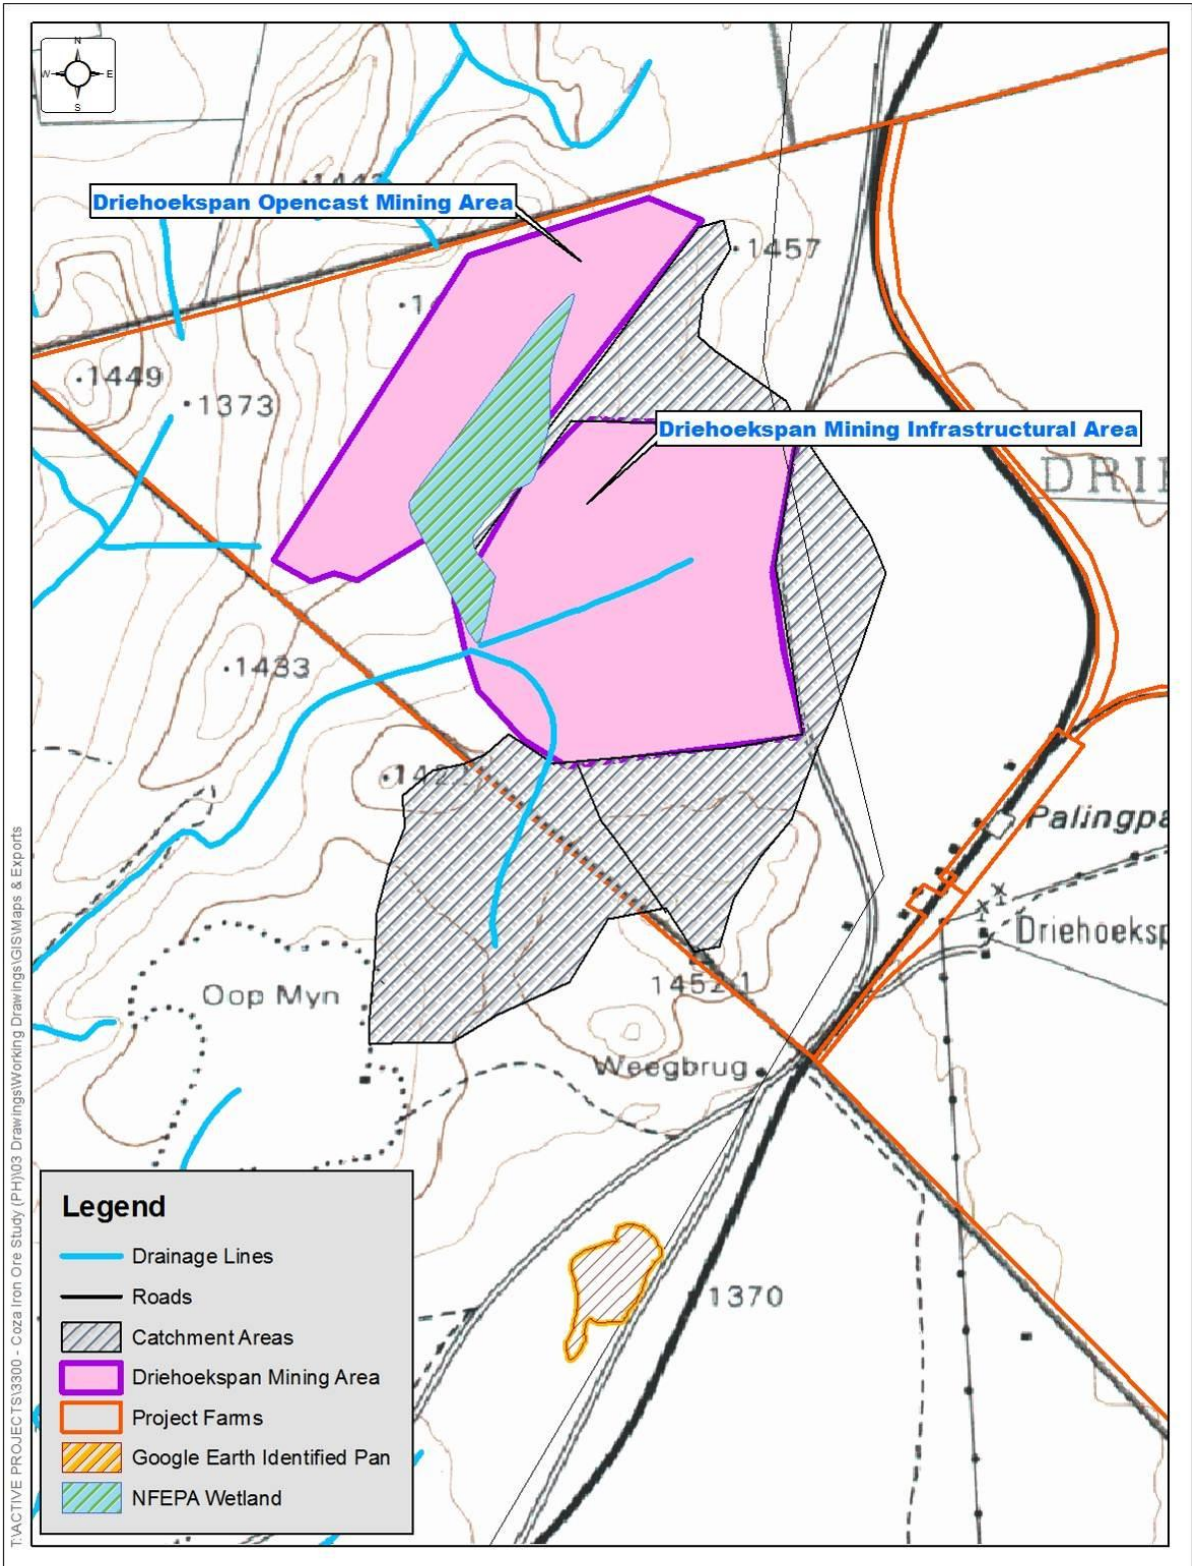 N
W E
S
Driehoekspan Opencast Mining Area
1457
1449
1373
Driehoekspan Mining Infrastructural Area
DRI
1433
Palingpa
Driehoeksp
Oop Myn
1452·1
Weegbrug
1370
Legend
Drainage Lines
Roads
Catchment Areas
Driehoekspan Mining Area
Project Farms
Google Earth Identified Pan
NFEPA Wetland
T:\ACTIVE PROJECTS\3300 - Coza Iron Ore Study (PH)\03 Drawings\Working Drawings\GIS\Maps & Exports